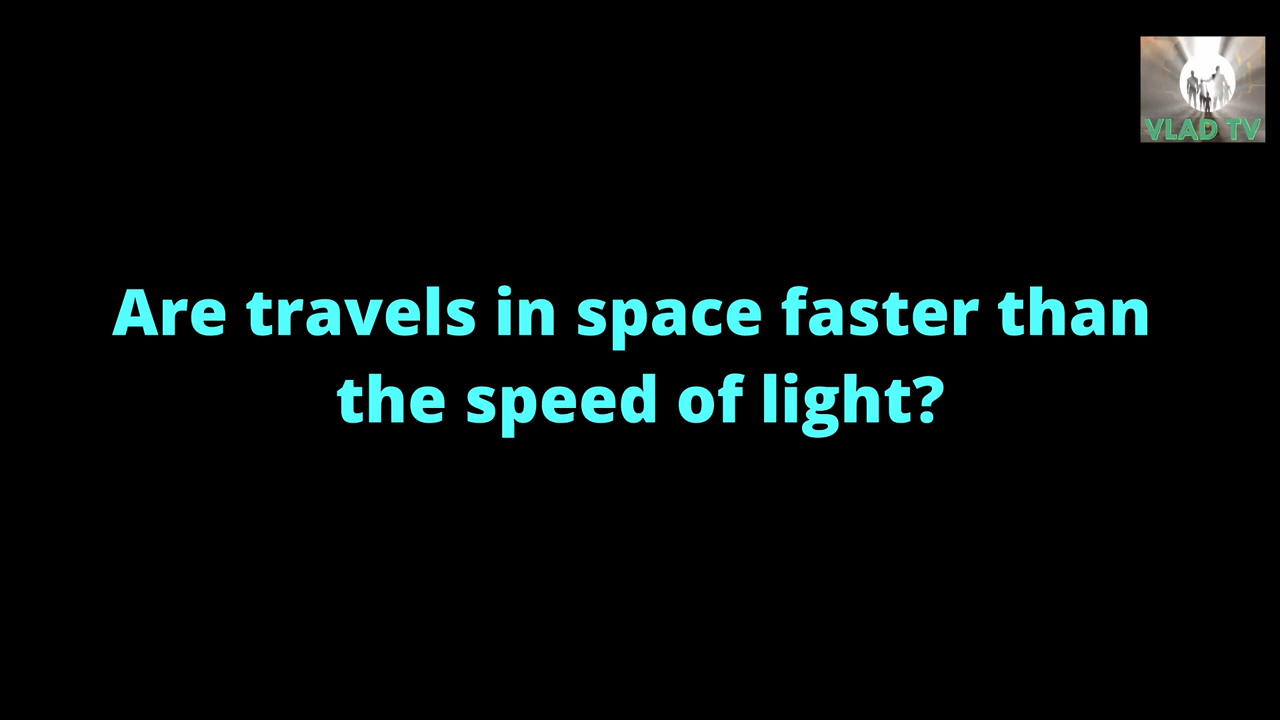 VLAD TV
Are travels in space faster than
the speed of light?